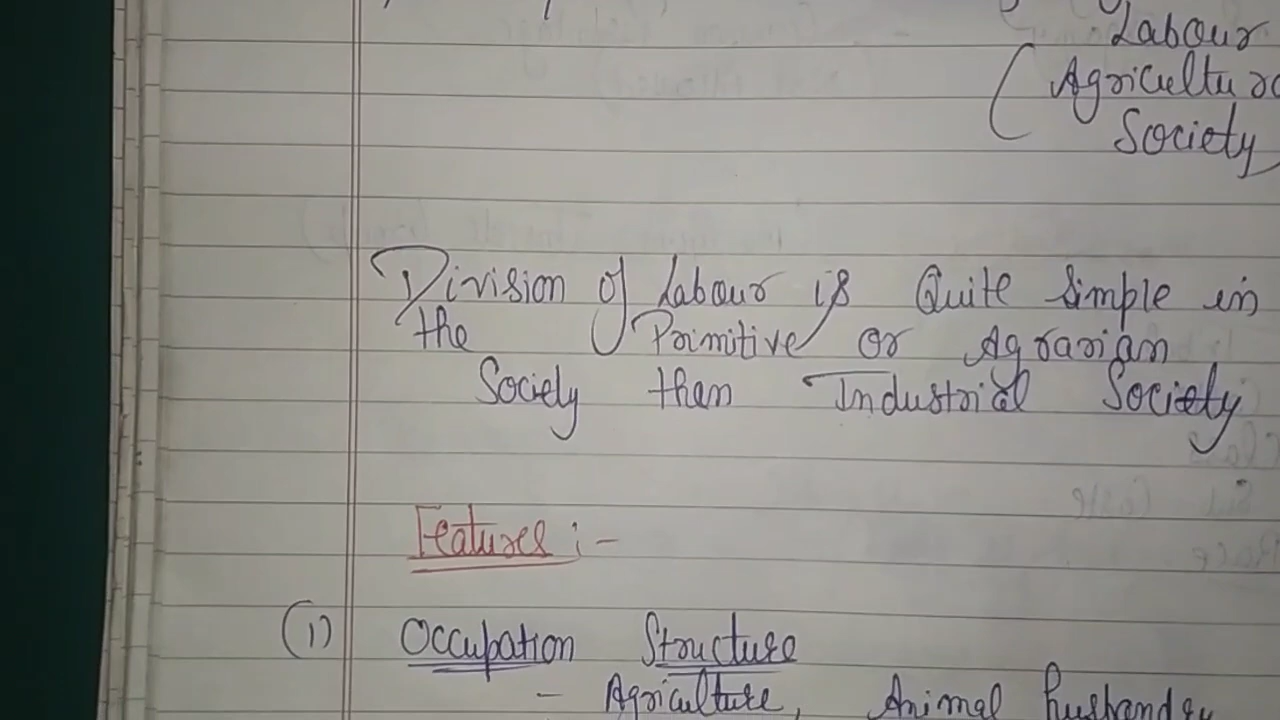 Labour
(Agriculture
Society
Division of Labour is Quite Simple in
the Primitive or Agrarian
Society than Industrial Society
Features :-
(1) Occupation Structure
- Agriculture, Animal husbandry